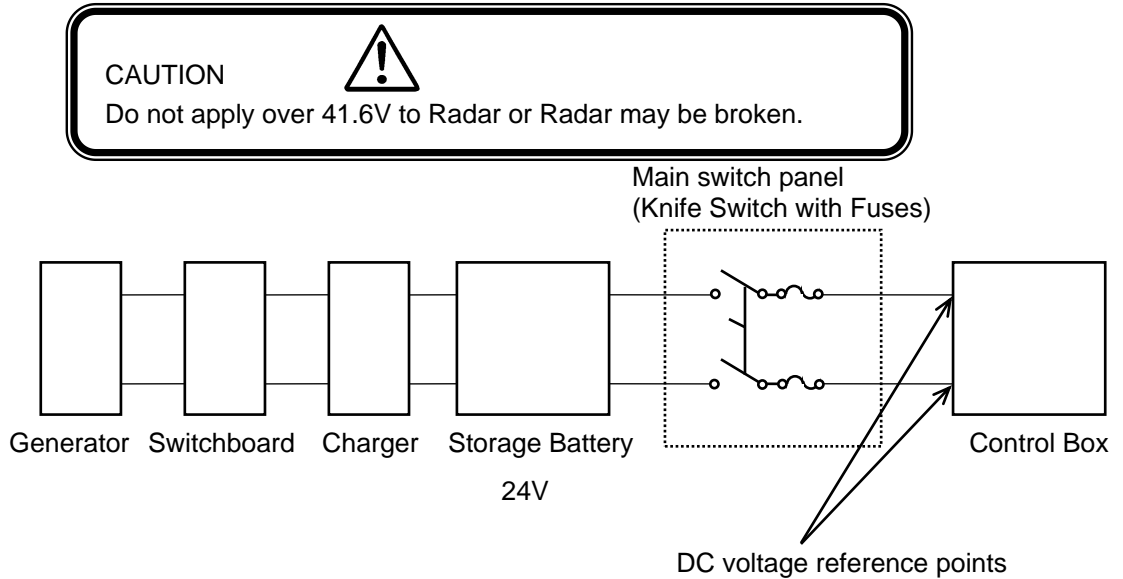 CAUTION
Do not apply over 41.6V to Radar or Radar may be broken.
Main switch panel
(Knife Switch with Fuses)
Generator
Switchboard
Charger
Storage Battery
24V
Control Box
DC voltage reference points